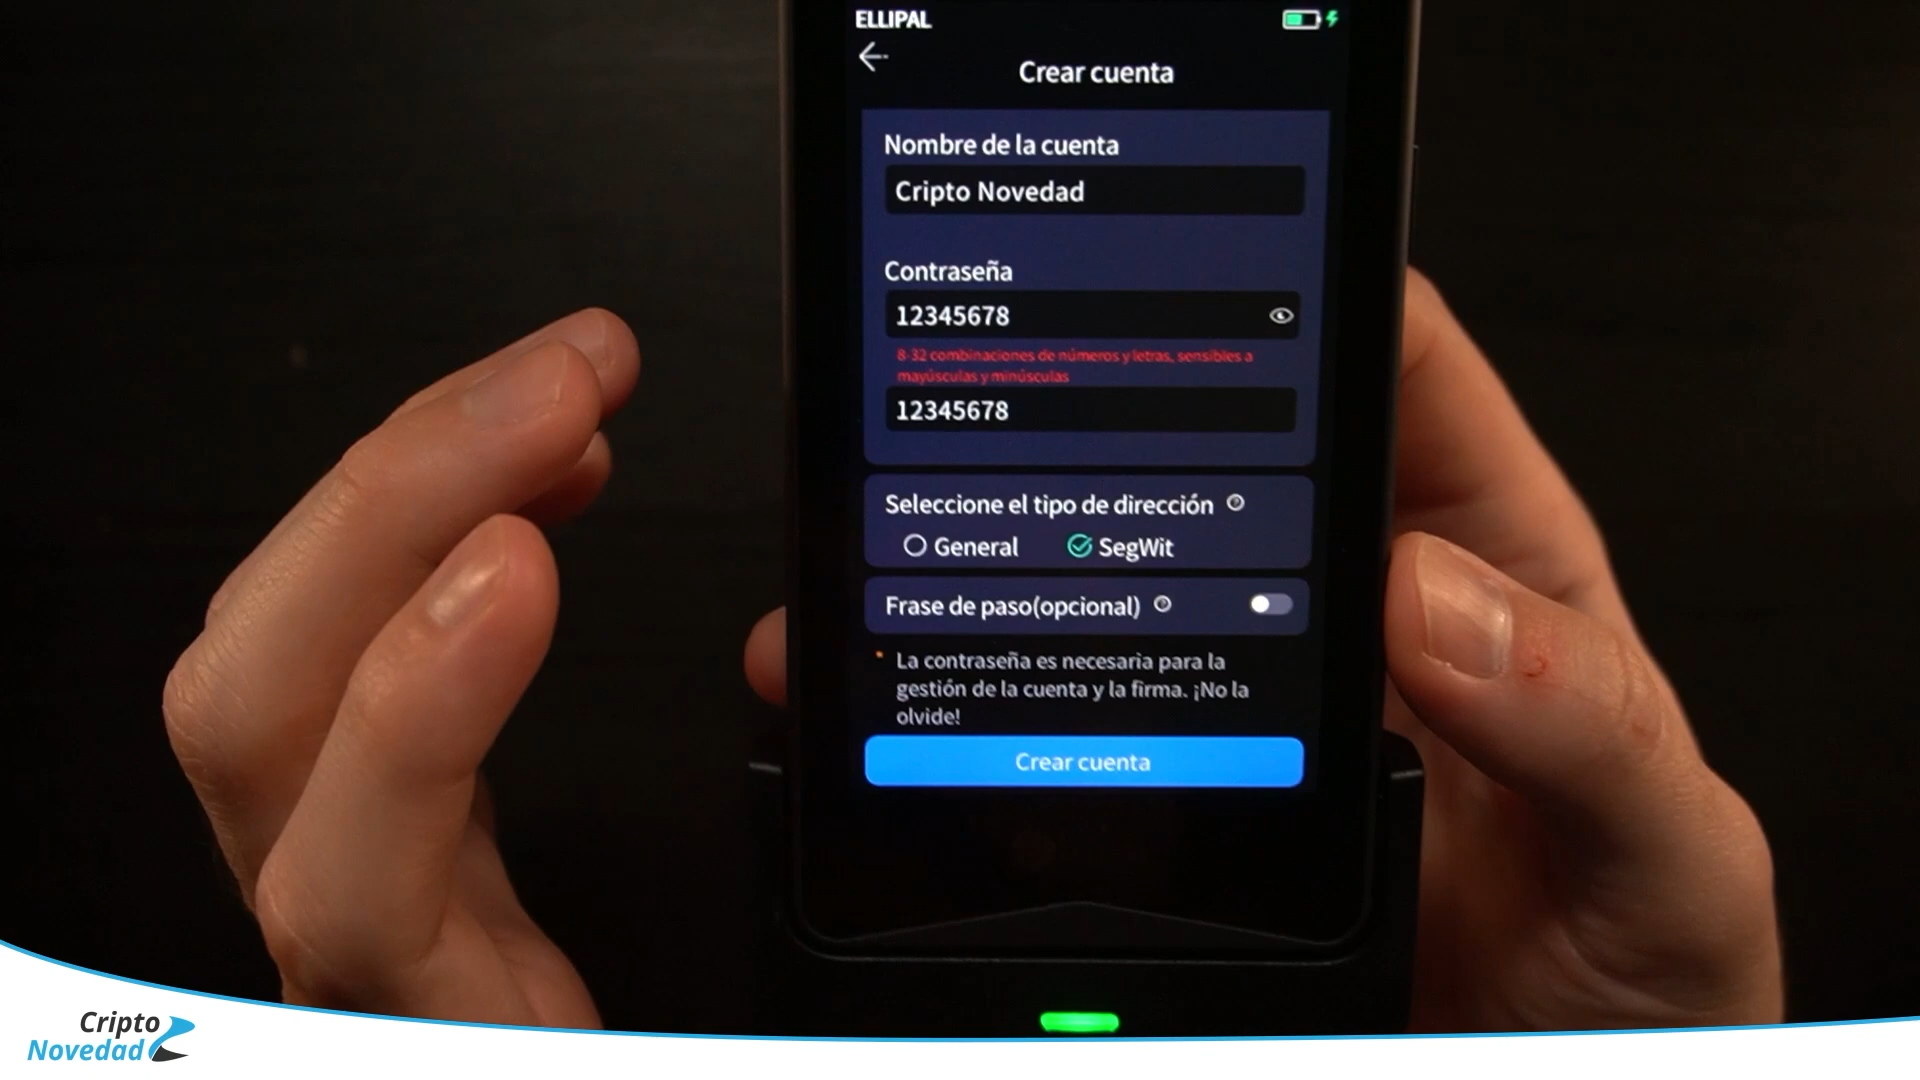 ELLIPAL
Crear cuenta
Nombre de la cuenta
Cripto Novedad
Contraseña
12345678
8-32 combinaciones de números y letras, sensibles a
mayúsculas y minúsculas
12345678
Seleccione el tipo de dirección
General SegWit
Frase de paso(opcional)
* La contraseña es necesaria para la
gestión de la cuenta y la firma. ¡No la
olvide!
Crear cuenta
Cripto
Novedad